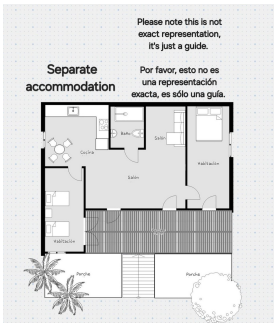 Please note this is not
exact representation,
it's just a guide.
Separate
accommodation
Por favor, esto no es
una representación
exacta, es sólo una guía.
Baño
Salón
Cocina
Habitación
Salón
Habitación
Porche
Porche